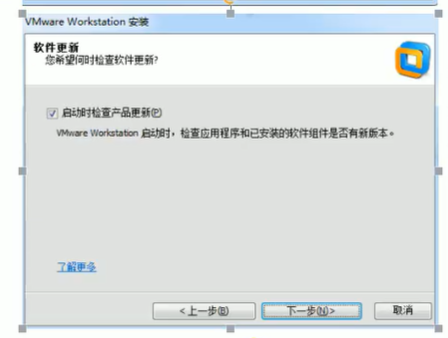 VMware Workstation 安装
软件更新
您希望何时检查软件更新?
启动时检查产品更新(P)
VMware Workstation 启动时，检查应用程序和已安装的软件组件是否有新版本。
了解更多
<上一步(B)
下一步(N)>
取消